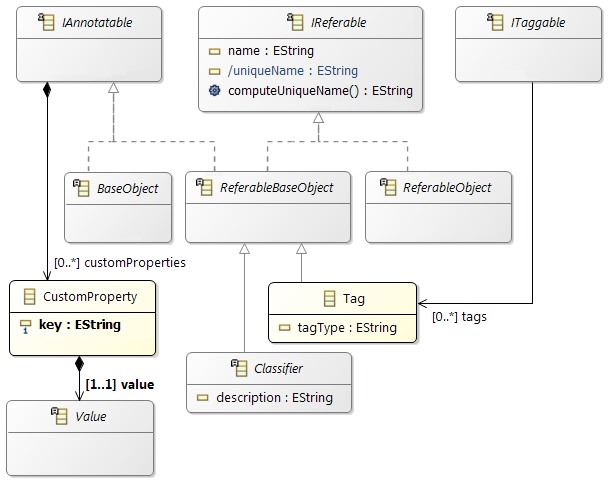 IAnnotatable
IReferable
ITaggable
name : EString
/uniqueName : EString
computeUniqueName() : EString
BaseObject
ReferableBaseObject
ReferableObject
[0..*] customProperties
CustomProperty
key : EString
Tag
tagType : EString
[0..*] tags
[1..1] value
Classifier
description : EString
Value